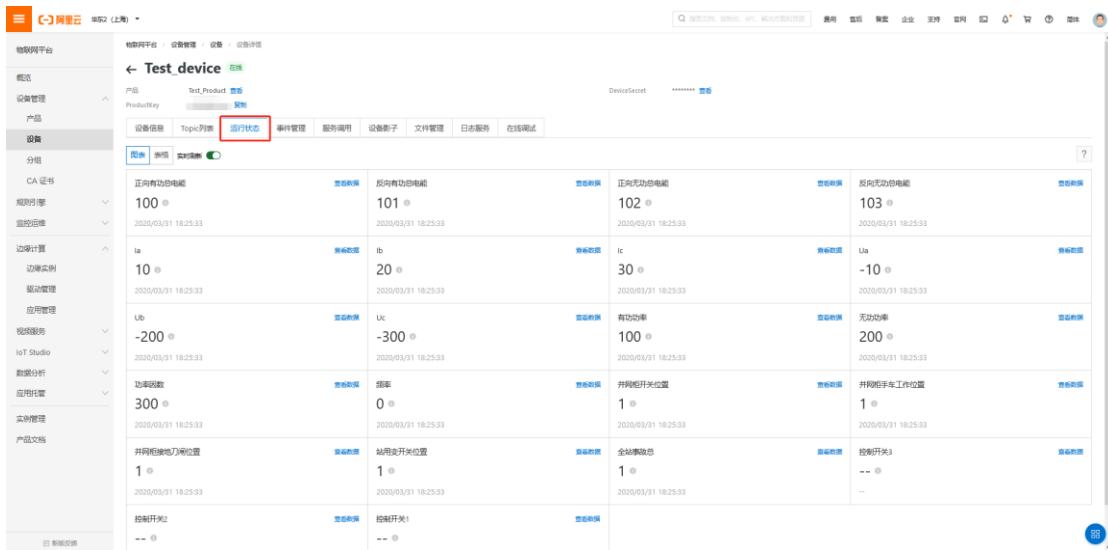 阿里云 华东2 (上海) 费用 工单 备案 企业 支持 官网 简体
物联网平台
概览
设备管理
产品
设备
分组
CA 证书
规则引擎
监控运维
边缘计算
边缘实例
驱动管理
应用管理
视频服务
IoT Studio
数据分析
应用托管
实例管理
产品文档
物联网平台 / 设备管理 / 设备 / 设备详情
← Test_device 在线
产品 Test_Product 查看 DeviceSecret ******** 查看
ProductKey 复制
设备信息 Topic列表 运行状态 事件管理 服务调用 设备影子 文件管理 日志服务 在线调试
图表 表格 实时刷新 ?
正向有功总电能 查看数据 反向有功总电能 查看数据 正向无功总电能 查看数据 反向无功总电能 查看数据
100 101 102 103
2020/03/31 18:25:33 2020/03/31 18:25:33 2020/03/31 18:25:33 2020/03/31 18:25:33
Ia 查看数据 Ib 查看数据 Ic 查看数据 Ua 查看数据
10 20 30 -10
2020/03/31 18:25:33 2020/03/31 18:25:33 2020/03/31 18:25:33 2020/03/31 18:25:33
Ub 查看数据 Uc 查看数据 有功功率 查看数据 无功功率 查看数据
-200 -300 100 200
2020/03/31 18:25:33 2020/03/31 18:25:33 2020/03/31 18:25:33 2020/03/31 18:25:33
功率因数 查看数据 频率 查看数据 并网柜开关位置 查看数据 并网柜手车工作位置 查看数据
300 0 1 1
2020/03/31 18:25:33 2020/03/31 18:25:33 2020/03/31 18:25:33 2020/03/31 18:25:33
并网柜接地刀闸位置 查看数据 站用变开关位置 查看数据 全站事故总 查看数据 控制开关3 查看数据
1 1 1 --
2020/03/31 18:25:33 2020/03/31 18:25:33 2020/03/31 18:25:33 --
控制开关2 查看数据 控制开关1 查看数据
-- --